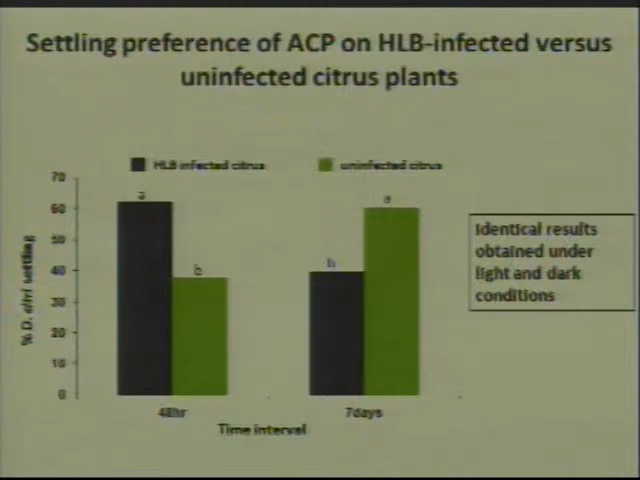 Settling preference of ACP on HLB-infected versus
uninfected citrus plants
HLB infected citrus
uninfected citrus
70
60
50
40
30
20
10
0
% D. citri settling
a
b
b
a
48hr
7days
Time interval
Identical results
obtained under
light and dark
conditions